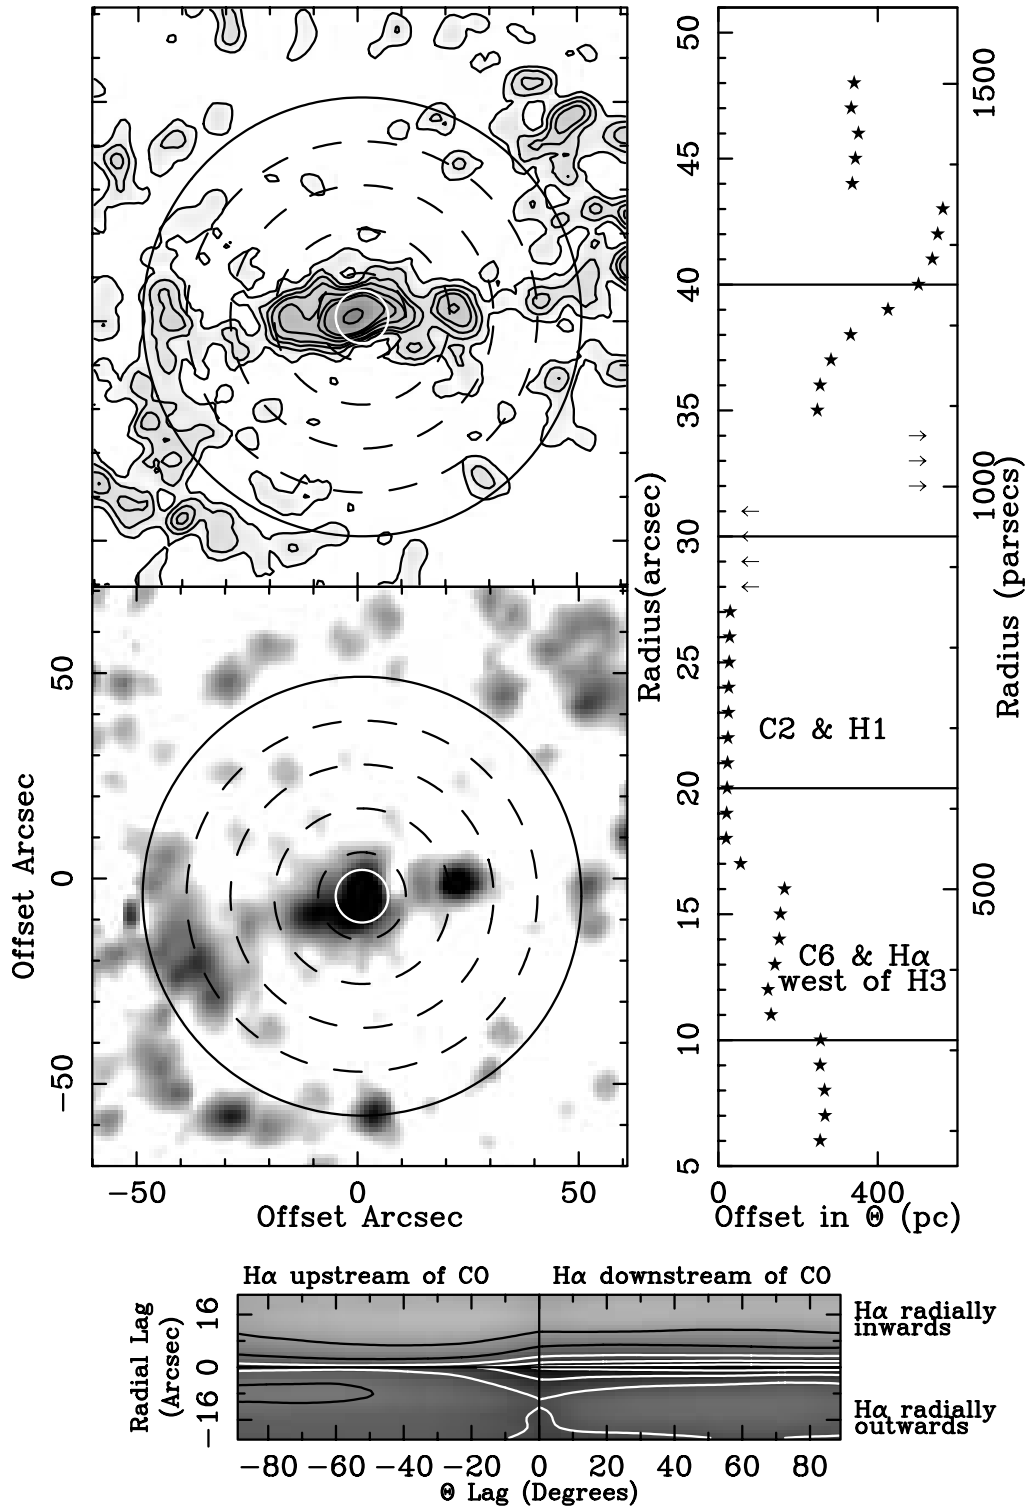 50
45
40
35
30
25
20
15
10
5
Radius(arcsec)
1500
1000
500
Radius (parsecs)
C2 & H1
C6 & Hα
west of H3
0 400
Offset in Θ (pc)
50
0
−50
Offset Arcsec
−50 0 50
Offset Arcsec
Hα upstream of CO Hα downstream of CO
16
0
−16
Radial Lag
(Arcsec)
Hα radially
inwards
Hα radially
outwards
−80 −60 −40 −20 0 20 40 60 80
Θ Lag (Degrees)